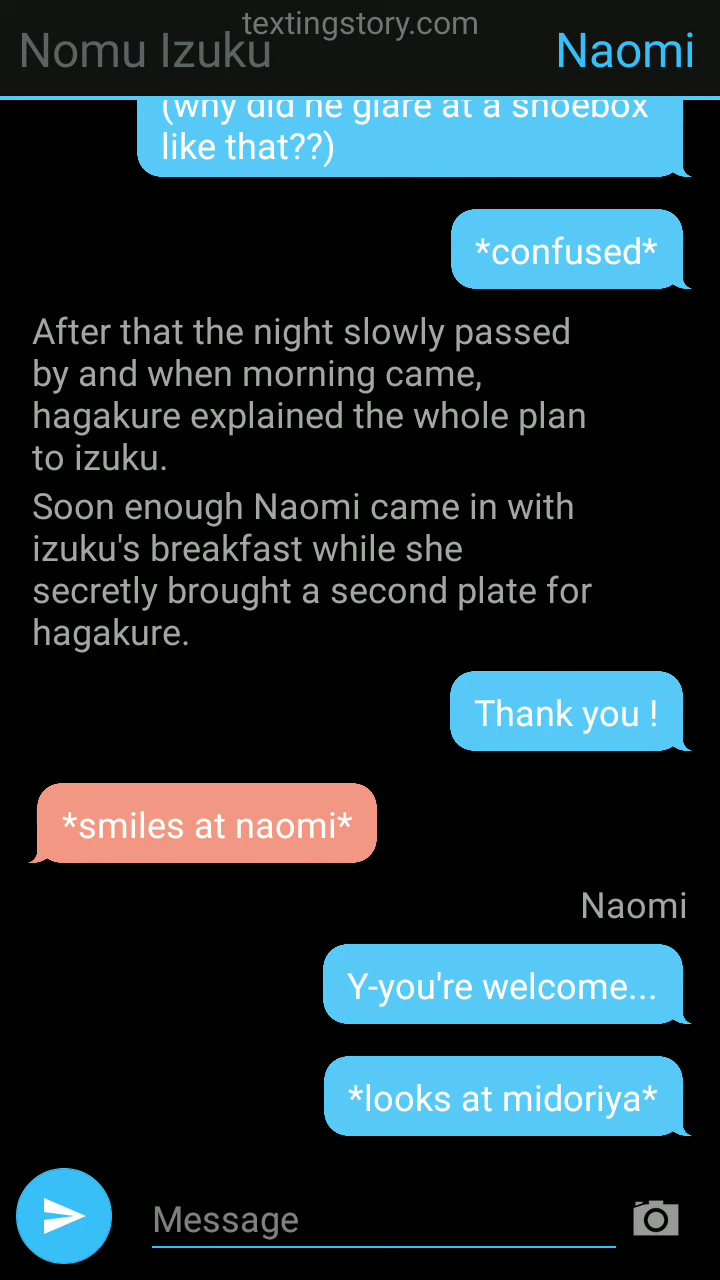 textingstory.com
Nomu Izuku
Naomi
(why did he glare at a shoebox
like that??)
*confused*
After that the night slowly passed
by and when morning came,
hagakure explained the whole plan
to izuku.
Soon enough Naomi came in with
izuku's breakfast while she
secretly brought a second plate for
hagakure.
Thank you !
*smiles at naomi*
Naomi
Y-you're welcome...
*looks at midoriya*
Message